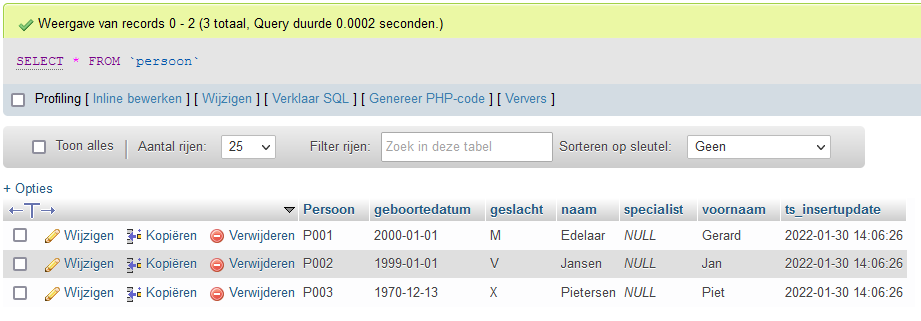 Weergave van records 0 - 2 (3 totaal, Query duurde 0.0002 seconden.)
SELECT * FROM `persoon`
Profiling [ Inline bewerken ] [ Wijzigen ] [ Verklaar SQL ] [ Genereer PHP-code ] [ Ververs ]
Toon alles | Aantal rijen: 25 Filter rijen: Zoek in deze tabel Sorteren op sleutel: Geen
+ Opties
←T→ Persoon geboortedatum geslacht naam specialist voornaam ts_insertupdate
Wijzigen Kopiëren Verwijderen P001 2000-01-01 M Edelaar NULL Gerard 2022-01-30 14:06:26
Wijzigen Kopiëren Verwijderen P002 1999-01-01 V Jansen NULL Jan 2022-01-30 14:06:26
Wijzigen Kopiëren Verwijderen P003 1970-12-13 X Pietersen NULL Piet 2022-01-30 14:06:26